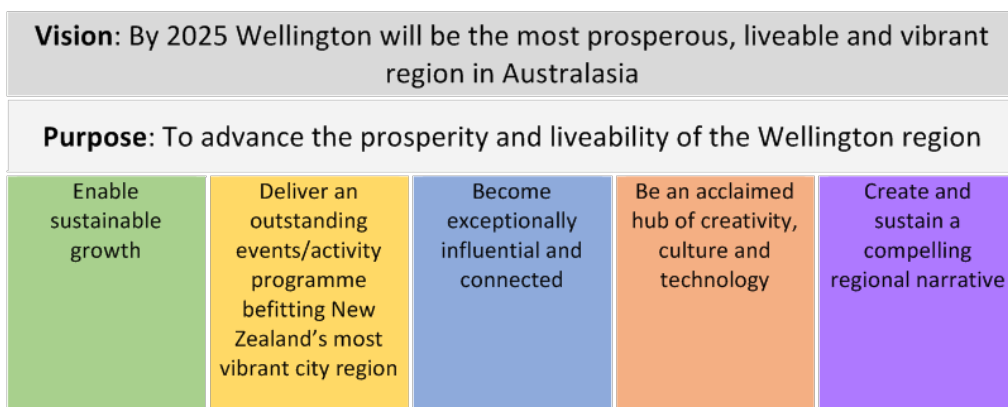 Vision: By 2025 Wellington will be the most prosperous, liveable and vibrant
region in Australasia
Purpose: To advance the prosperity and liveability of the Wellington region
Enable
sustainable
growth
Deliver an
outstanding
events/activity
programme
befitting New
Zealand’s most
vibrant city region
Become
exceptionally
influential and
connected
Be an acclaimed
hub of creativity,
culture and
technology
Create and
sustain a
compelling
regional narrative